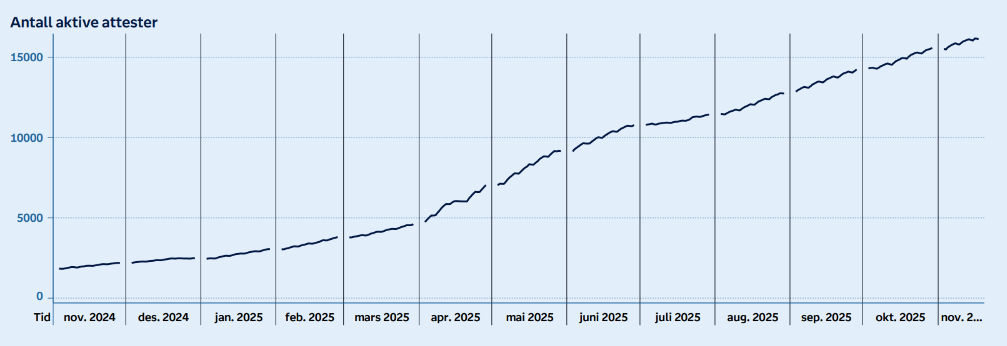 Antall aktive attester
15000
10000
5000
0
Tid nov. 2024 des. 2024 jan. 2025 feb. 2025 mars 2025 apr. 2025 mai 2025 juni 2025 juli 2025 aug. 2025 sep. 2025 okt. 2025 nov. 2...